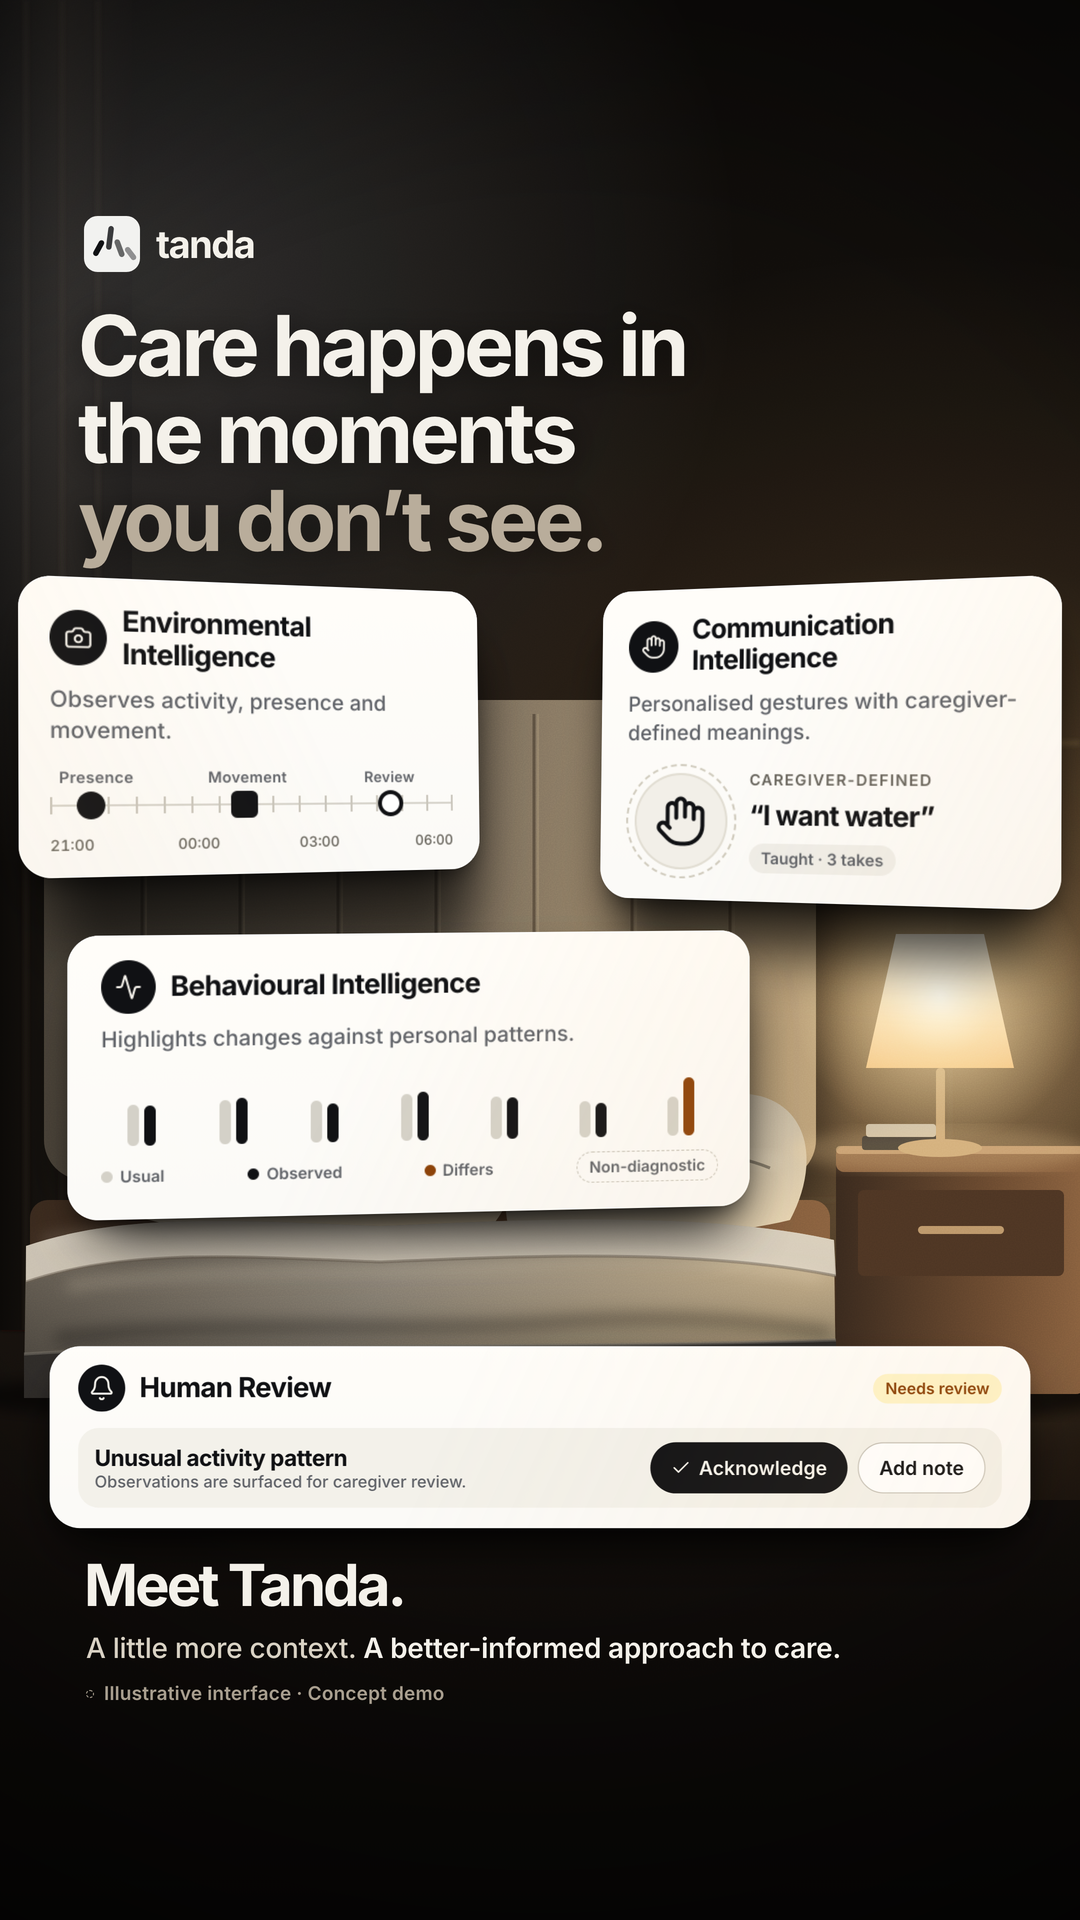 tanda
Care happens in
the moments
you don’t see.
Environmental
Intelligence
Observes activity, presence and
movement.
Presence Movement Review
21:00 00:00 03:00 06:00
Communication
Intelligence
Personalised gestures with caregiver-
defined meanings.
CAREGIVER-DEFINED
“I want water”
Taught · 3 takes
Behavioural Intelligence
Highlights changes against personal patterns.
Usual Observed Differs Non-diagnostic
Human Review
Needs review
Unusual activity pattern
Observations are surfaced for caregiver review.
Acknowledge Add note
Meet Tanda.
A little more context. A better-informed approach to care.
Illustrative interface · Concept demo